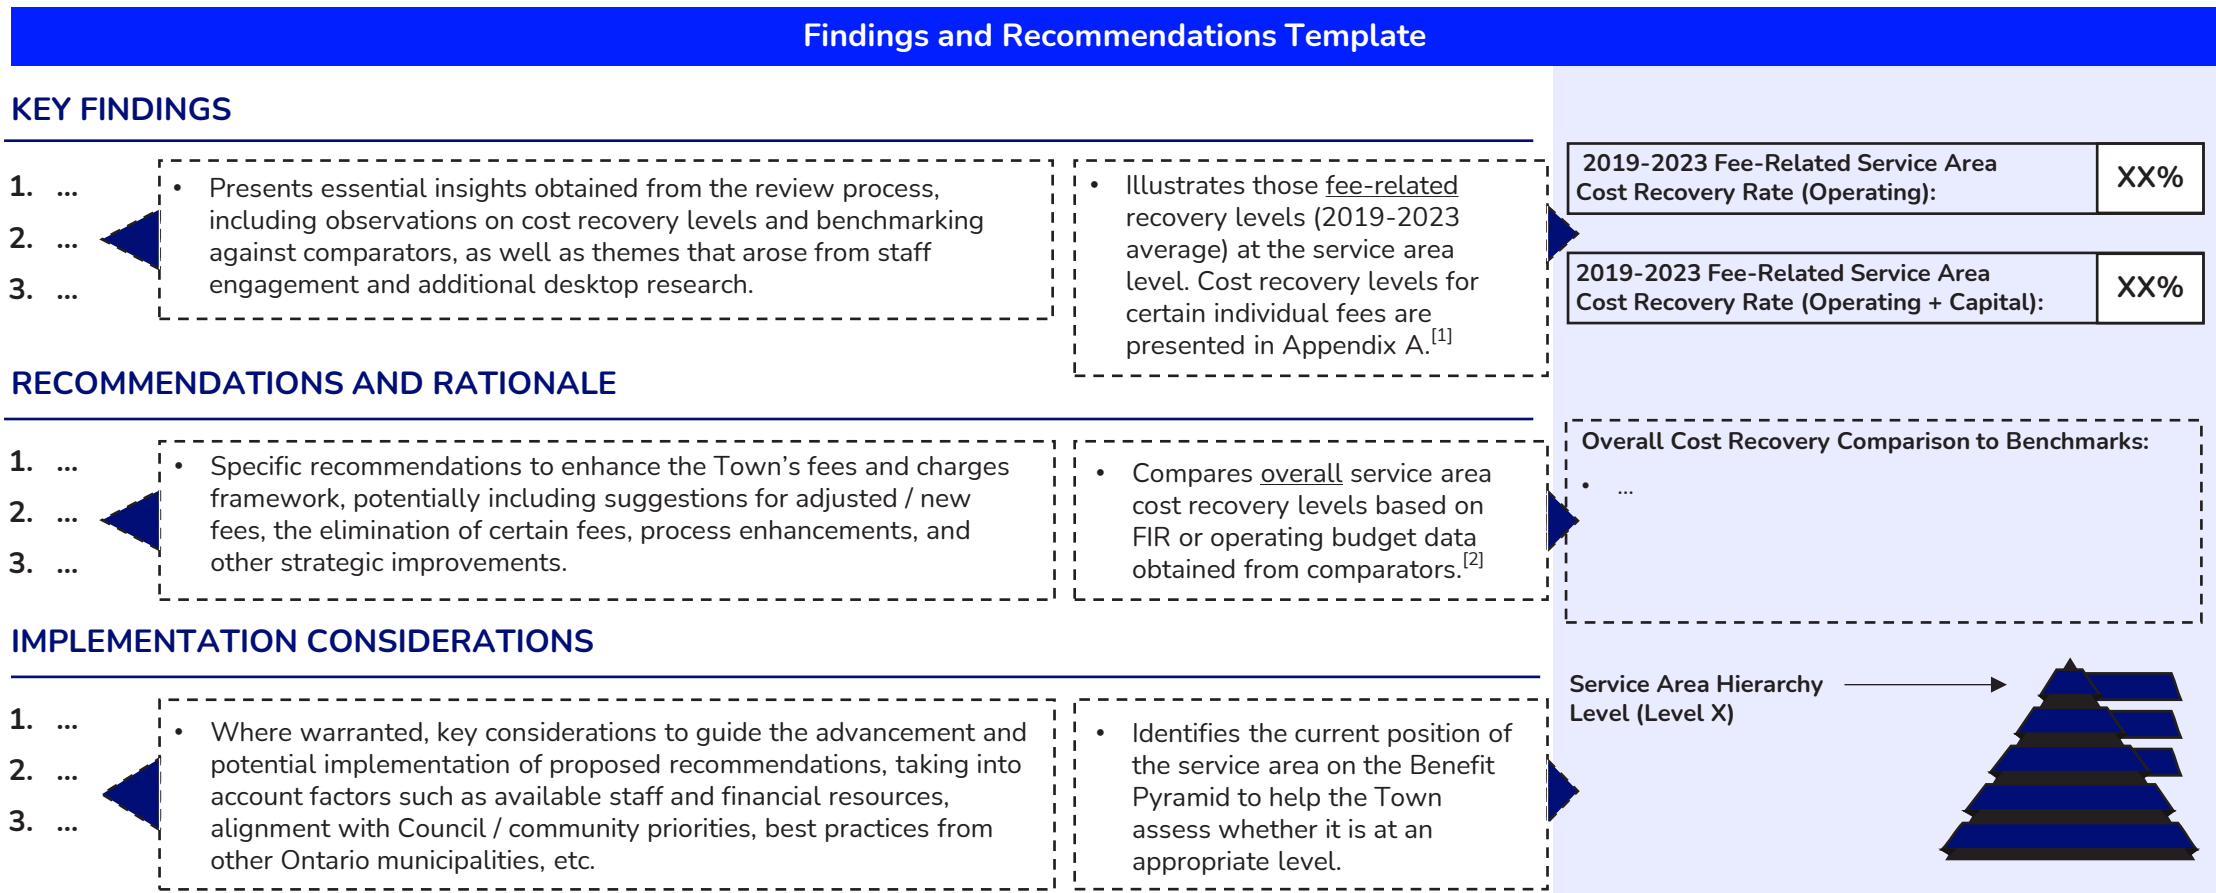 Findings and Recommendations Template
KEY FINDINGS
1. ...
2. ...
3. ...
• Presents essential insights obtained from the review process,
including observations on cost recovery levels and benchmarking
against comparators, as well as themes that arose from staff
engagement and additional desktop research.
• Illustrates those fee-related
recovery levels (2019-2023
average) at the service area
level. Cost recovery levels for
certain individual fees are
presented in Appendix A.[1]
2019-2023 Fee-Related Service Area
Cost Recovery Rate (Operating):
XX%
2019-2023 Fee-Related Service Area
Cost Recovery Rate (Operating + Capital):
XX%
RECOMMENDATIONS AND RATIONALE
1. ...
2. ...
3. ...
• Specific recommendations to enhance the Town’s fees and charges
framework, potentially including suggestions for adjusted / new
fees, the elimination of certain fees, process enhancements, and
other strategic improvements.
• Compares overall service area
cost recovery levels based on
FIR or operating budget data
obtained from comparators.[2]
Overall Cost Recovery Comparison to Benchmarks:
• ...
IMPLEMENTATION CONSIDERATIONS
1. ...
2. ...
3. ...
• Where warranted, key considerations to guide the advancement and
potential implementation of proposed recommendations, taking into
account factors such as available staff and financial resources,
alignment with Council / community priorities, best practices from
other Ontario municipalities, etc.
• Identifies the current position of
the service area on the Benefit
Pyramid to help the Town
assess whether it is at an
appropriate level.
Service Area Hierarchy
Level (Level X)